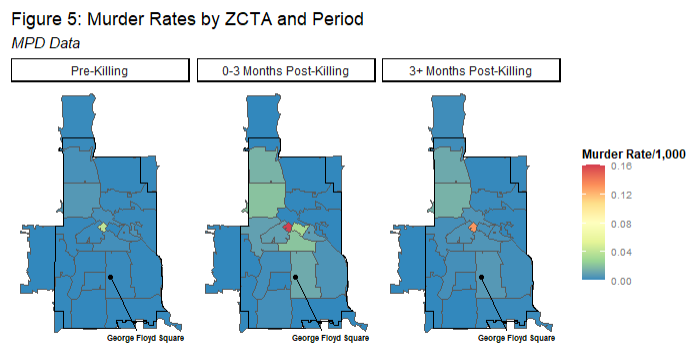 Figure 5: Murder Rates by ZCTA and Period
MPD Data
Pre-Killing
0-3 Months Post-Killing
3+ Months Post-Killing
Murder Rate/1,000
0.16
0.12
0.08
0.04
0.00
George Floyd Square
George Floyd Square
George Floyd Square